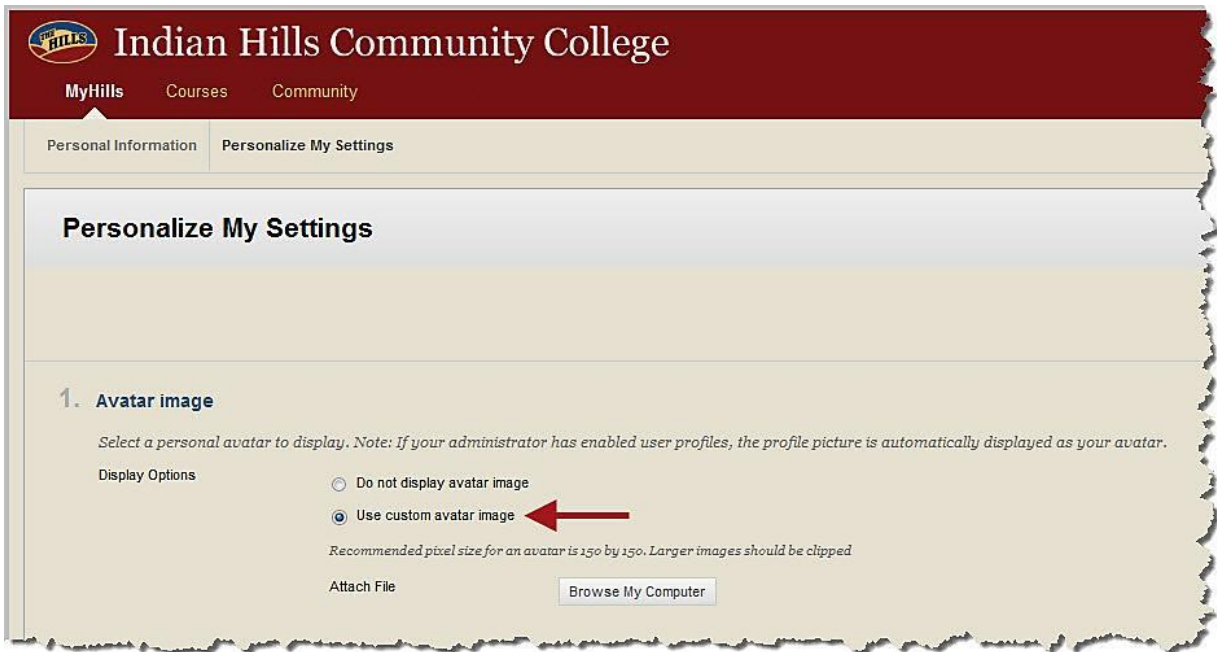 THE HILLS
Indian Hills Community College
MyHills Courses Community
Personal Information Personalize My Settings
Personalize My Settings
1. Avatar image
Select a personal avatar to display. Note: If your administrator has enabled user profiles, the profile picture is automatically displayed as your avatar.
Display Options
Do not display avatar image
Use custom avatar image
Recommended pixel size for an avatar is 150 by 150. Larger images should be clipped
Attach File Browse My Computer